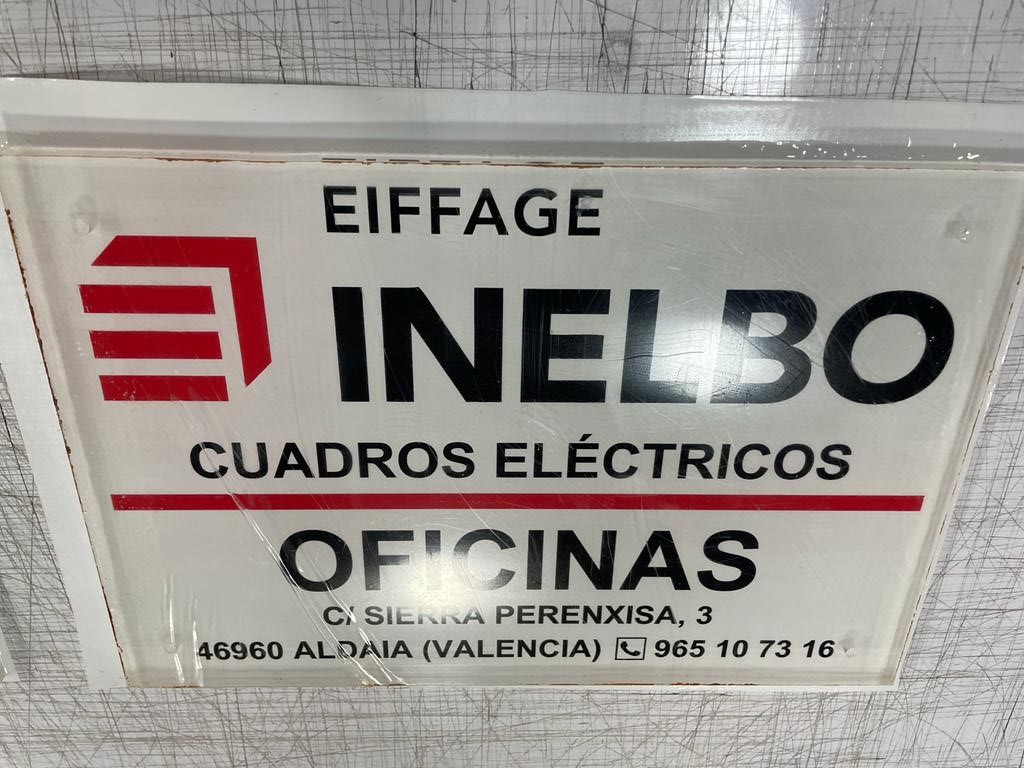 EIFFAGE
INELBO
CUADROS ELÉCTRICOS
OFICINAS
C/ SIERRA PERENXISA, 3
46960 ALDAIA (VALENCIA) 965 10 73 16